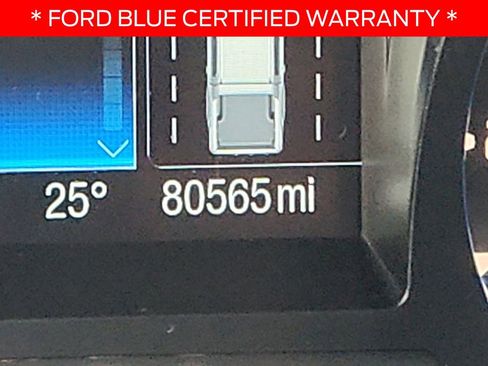 * FORD BLUE CERTIFIED WARRANTY *
25° 80565 mi